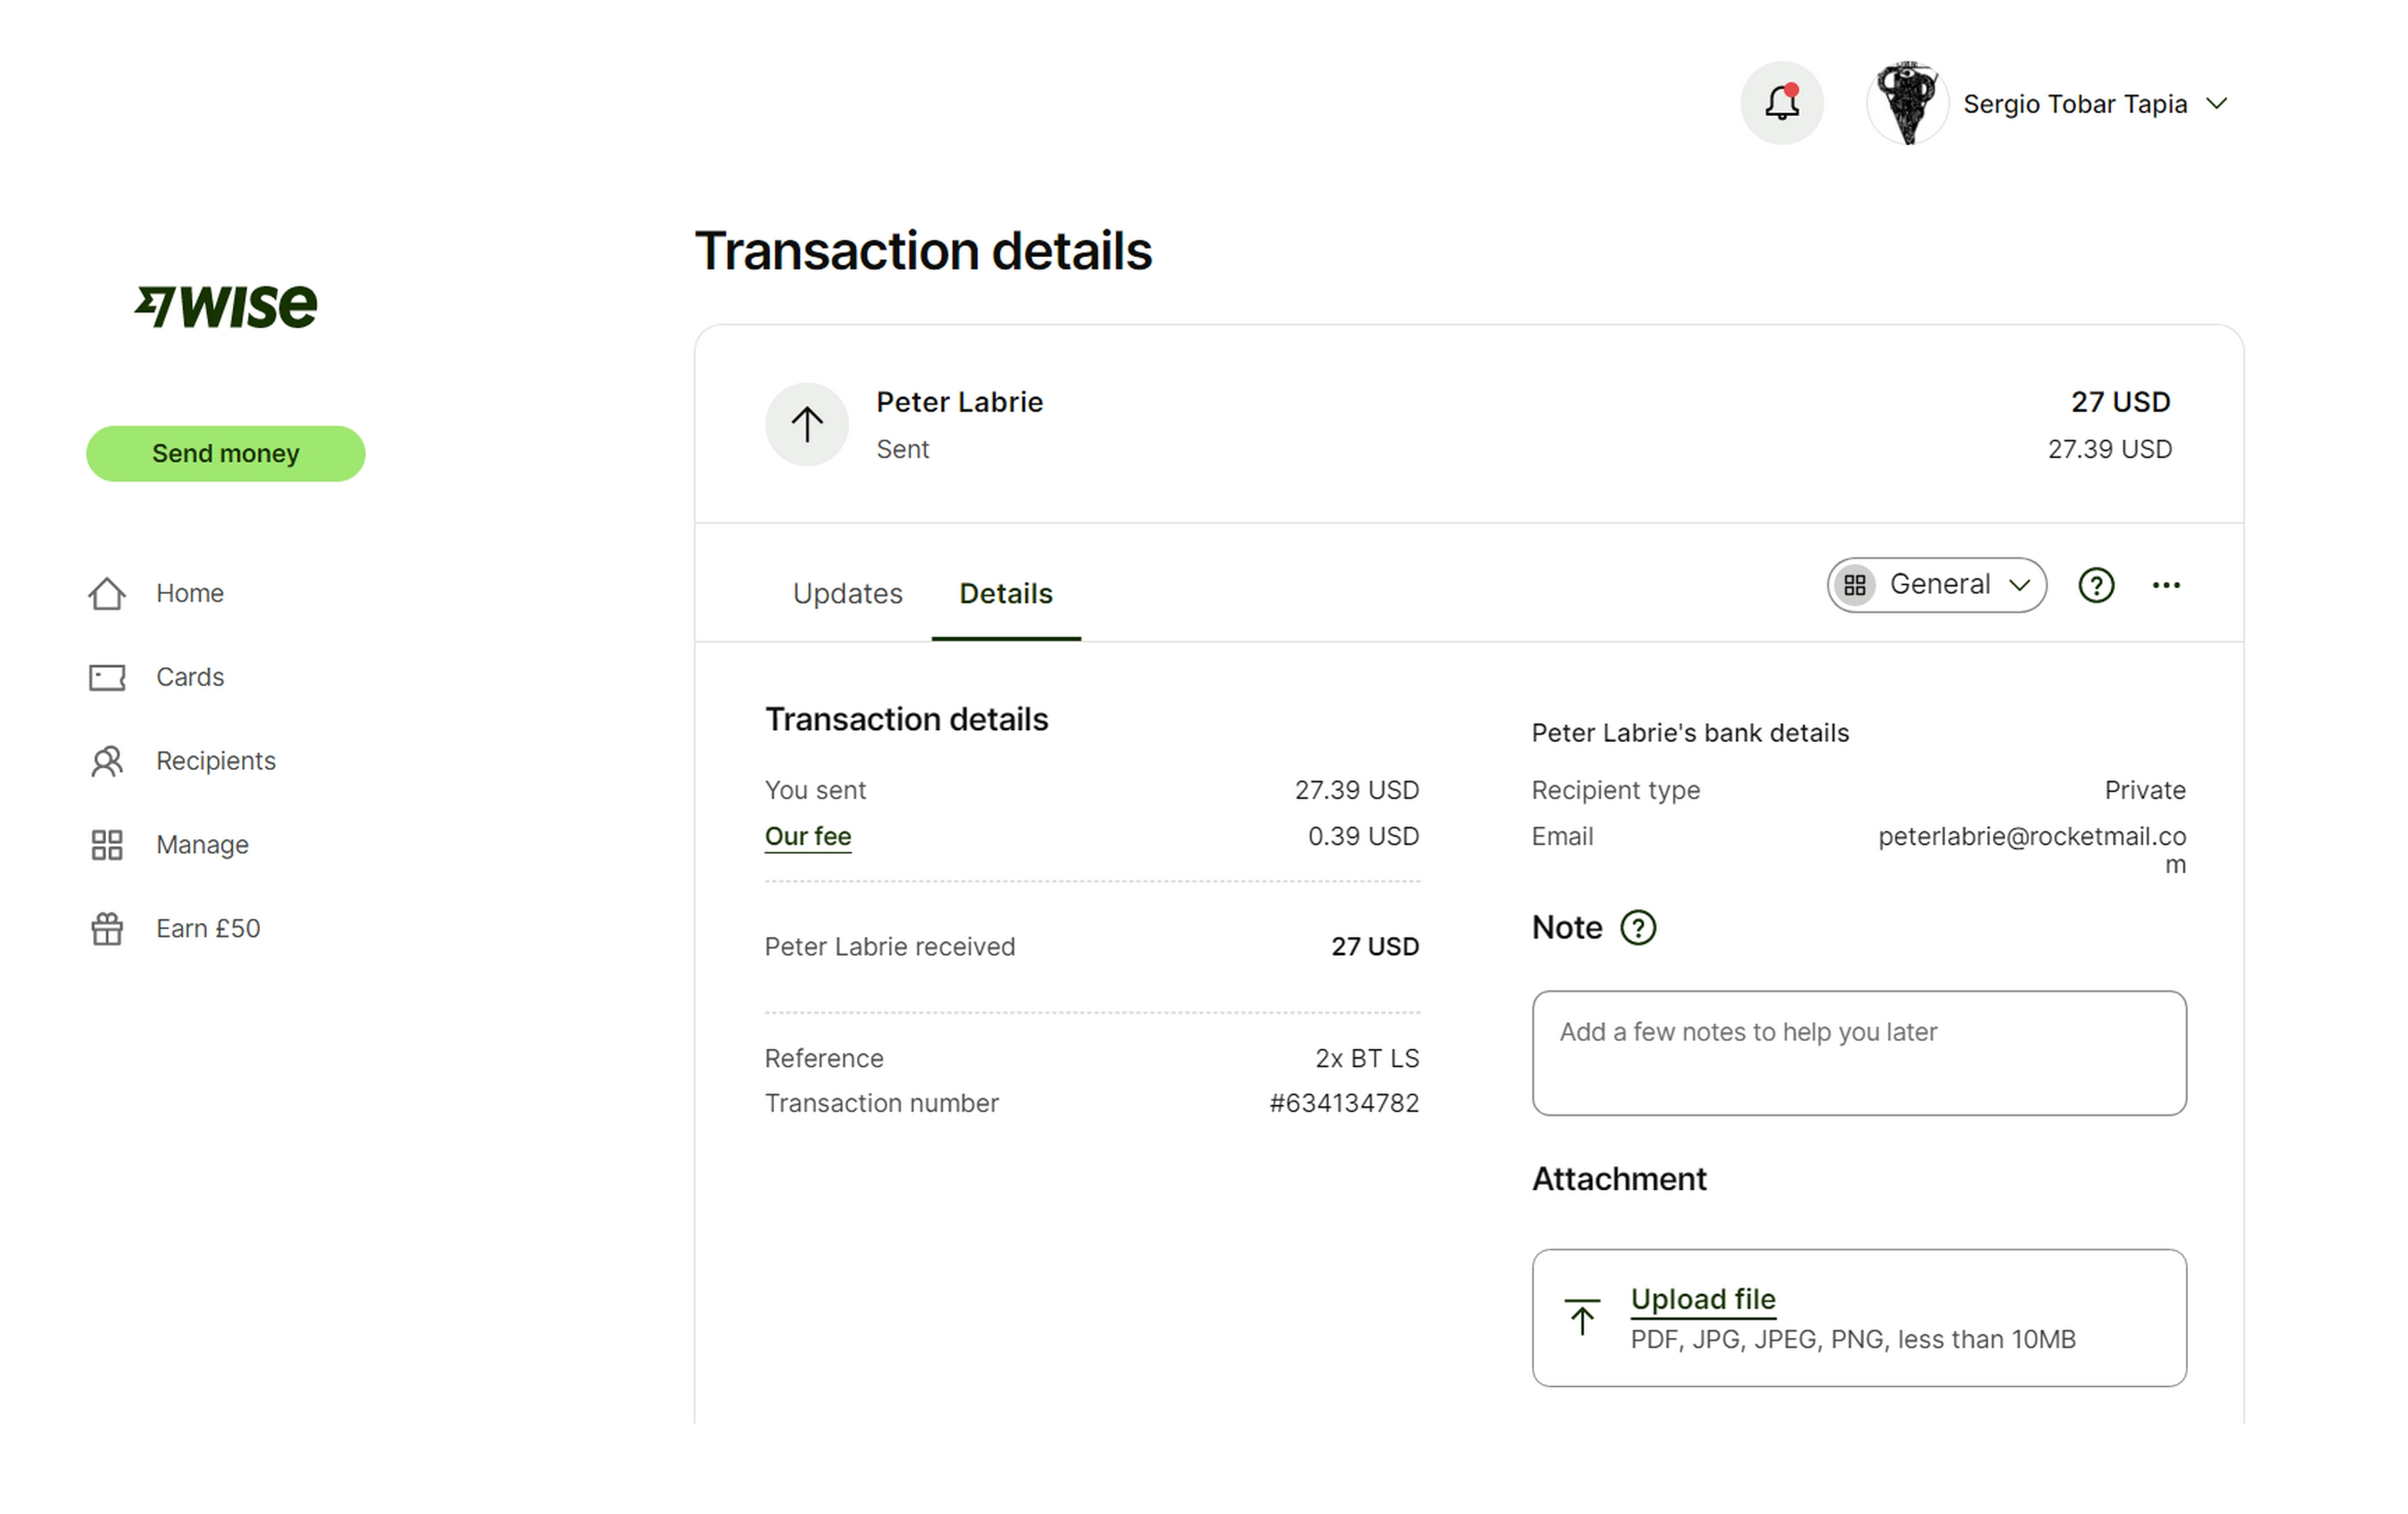 Sergio Tobar Tapia
Transaction details
wise
Send money
Home
Cards
Recipients
Manage
Earn £50
Peter Labrie
27 USD
Sent
27.39 USD
Updates
Details
General
Transaction details
You sent
27.39 USD
Our fee
0.39 USD
Peter Labrie received
27 USD
Reference
2x BT LS
Transaction number
#634134782
Peter Labrie's bank details
Recipient type
Private
Email
peterlabrie@rocketmail.co
m
Note
Add a few notes to help you later
Attachment
Upload file
PDF, JPG, JPEG, PNG, less than 10MB